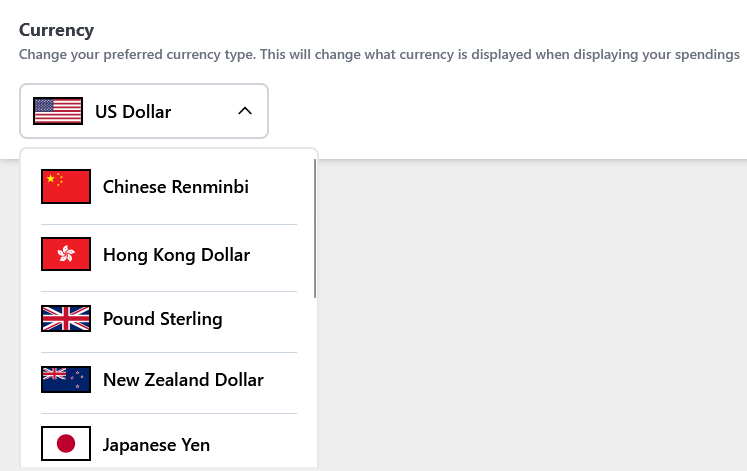 Currency
Change your preferred currency type. This will change what currency is displayed when displaying your spendings
US Dollar
Chinese Renminbi
Hong Kong Dollar
Pound Sterling
New Zealand Dollar
Japanese Yen